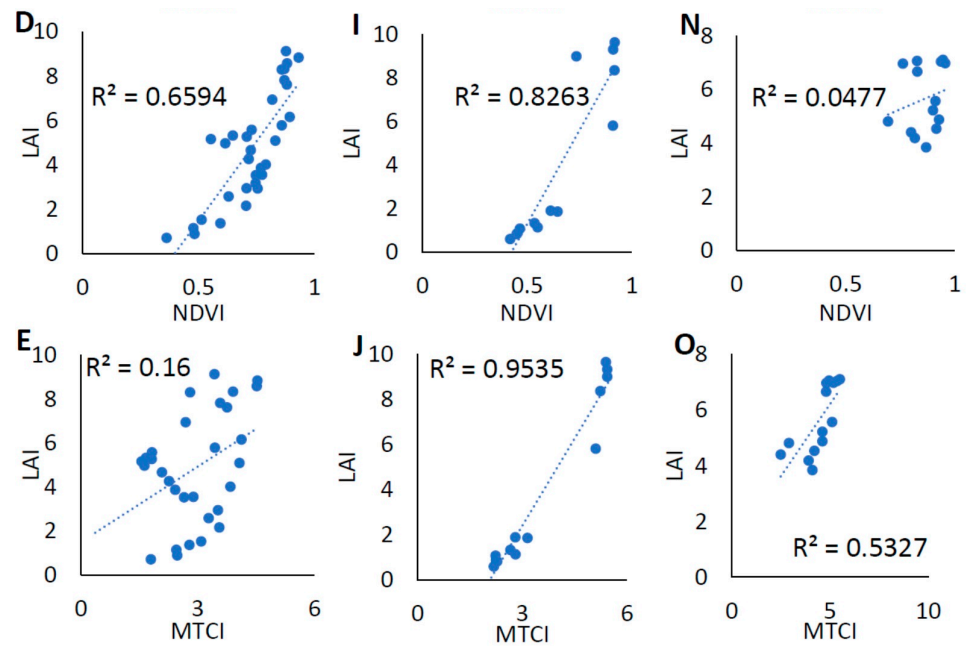 D
10
8
6
4
2
0
LAI
R² = 0.6594
0 0.5 1
NDVI
I
10
8
6
4
2
0
LAI
R² = 0.8263
0 0.5 1
NDVI
N
8
6
4
2
0
LAI
R² = 0.0477
0 0.5 1
NDVI
E
10
8
6
4
2
0
LAI
R² = 0.16
0 3 6
MTCI
J
10
8
6
4
2
0
LAI
R² = 0.9535
0 3 6
MTCI
O
8
6
4
2
0
LAI
R² = 0.5327
0 5 10
MTCI